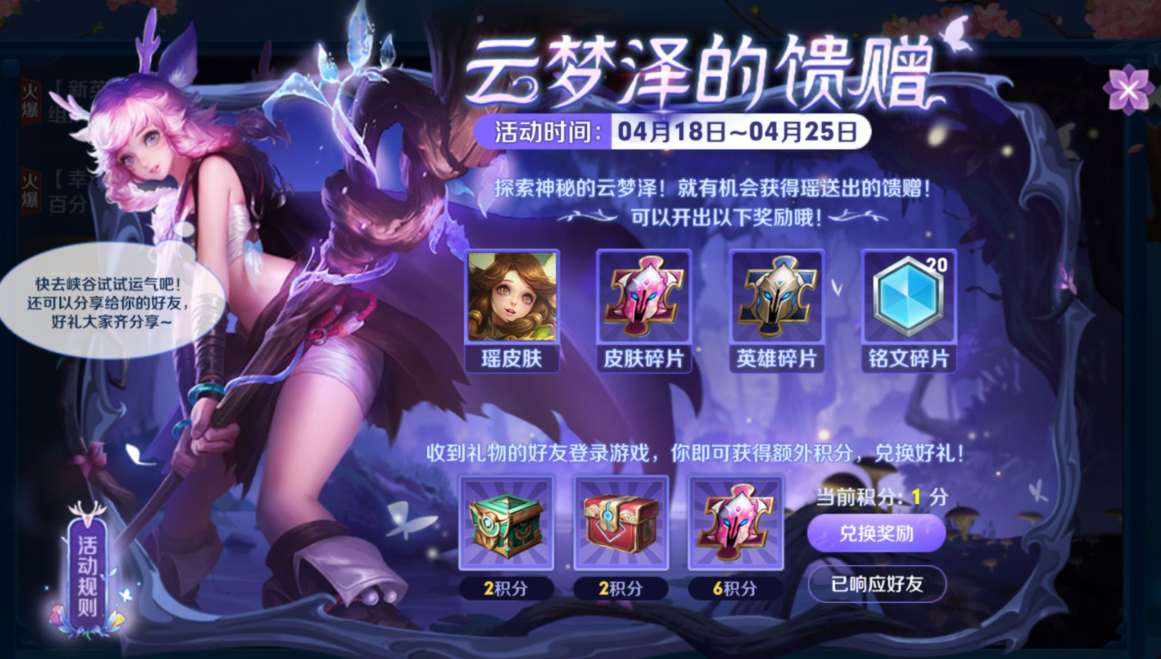 云梦泽的馈赠
活动时间：04月18日~04月25日
探索神秘的云梦泽！就有机会获得瑶送出的馈赠！
可以开出以下奖励哦！
火爆
火爆
百分
快去峡谷试试运气吧！
还可以分享给你的好友，
好礼大家齐分享~
20
瑶皮肤
皮肤碎片
英雄碎片
铭文碎片
收到礼物的好友登录游戏，你即可获得额外积分，兑换好礼！
当前积分：1 分
兑换奖励
2积分
2积分
6积分
已响应好友
活动规则